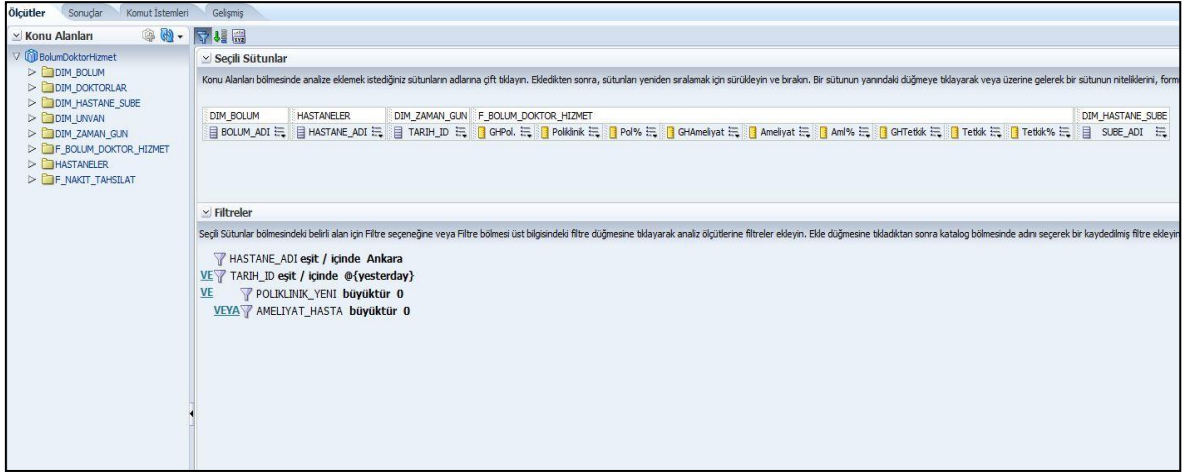 Ölçütler Sonuçlar Komut İstemleri Gelişmiş
Konu Alanları
BolumDoktorHizmet
DIM_BOLUM
DIM_DOKTORLAR
DIM_HASTANE_SUBE
DIM_UNVAN
DIM_ZAMAN_GUN
F_BOLUM_DOKTOR_HIZMET
HASTANELER
F_NAKIT_TAHSILAT
Seçili Sütunlar
Konu Alanları bölmesinde analize eklemek istediğiniz sütunların adlarına çift tıklayın. Ekledikten sonra, sütunları yeniden sıralamak için sürükleyin ve bırakın. Bir sütunun yanındaki düğmeye tıklayarak veya üzerine gelerek bir sütunun niteliklerini, form
DIM_BOLUM HASTANELER DIM_ZAMAN_GUN F_BOLUM_DOKTOR_HIZMET DIM_HASTANE_SUBE
BOLUM_ADI HASTANE_ADI TARIH_ID GHPol. Poliklinik Pol% GHAmeliyat Ameliyat Aml% GHTetkik Tetkik Tetkik% SUBE_ADI
Filtreler
Seçili Sütunlar bölmesindeki belirli alan için Filtre seçeneğine veya Filtre bölmesi üst bilgisindeki filtre düğmesine tıklayarak analiz ölçütlerine filtreler ekleyin. Ekle düğmesine tıkladıktan sonra katalog bölmesinde adını seçerek bir kaydedilmiş filtre ekleyin
HASTANE_ADI eşit / içinde Ankara
VE TARIH_ID eşit / içinde @{yesterday}
VE POLIKLINIK_YENI büyüktür 0
VEYA AMELIYAT_HASTA büyüktür 0